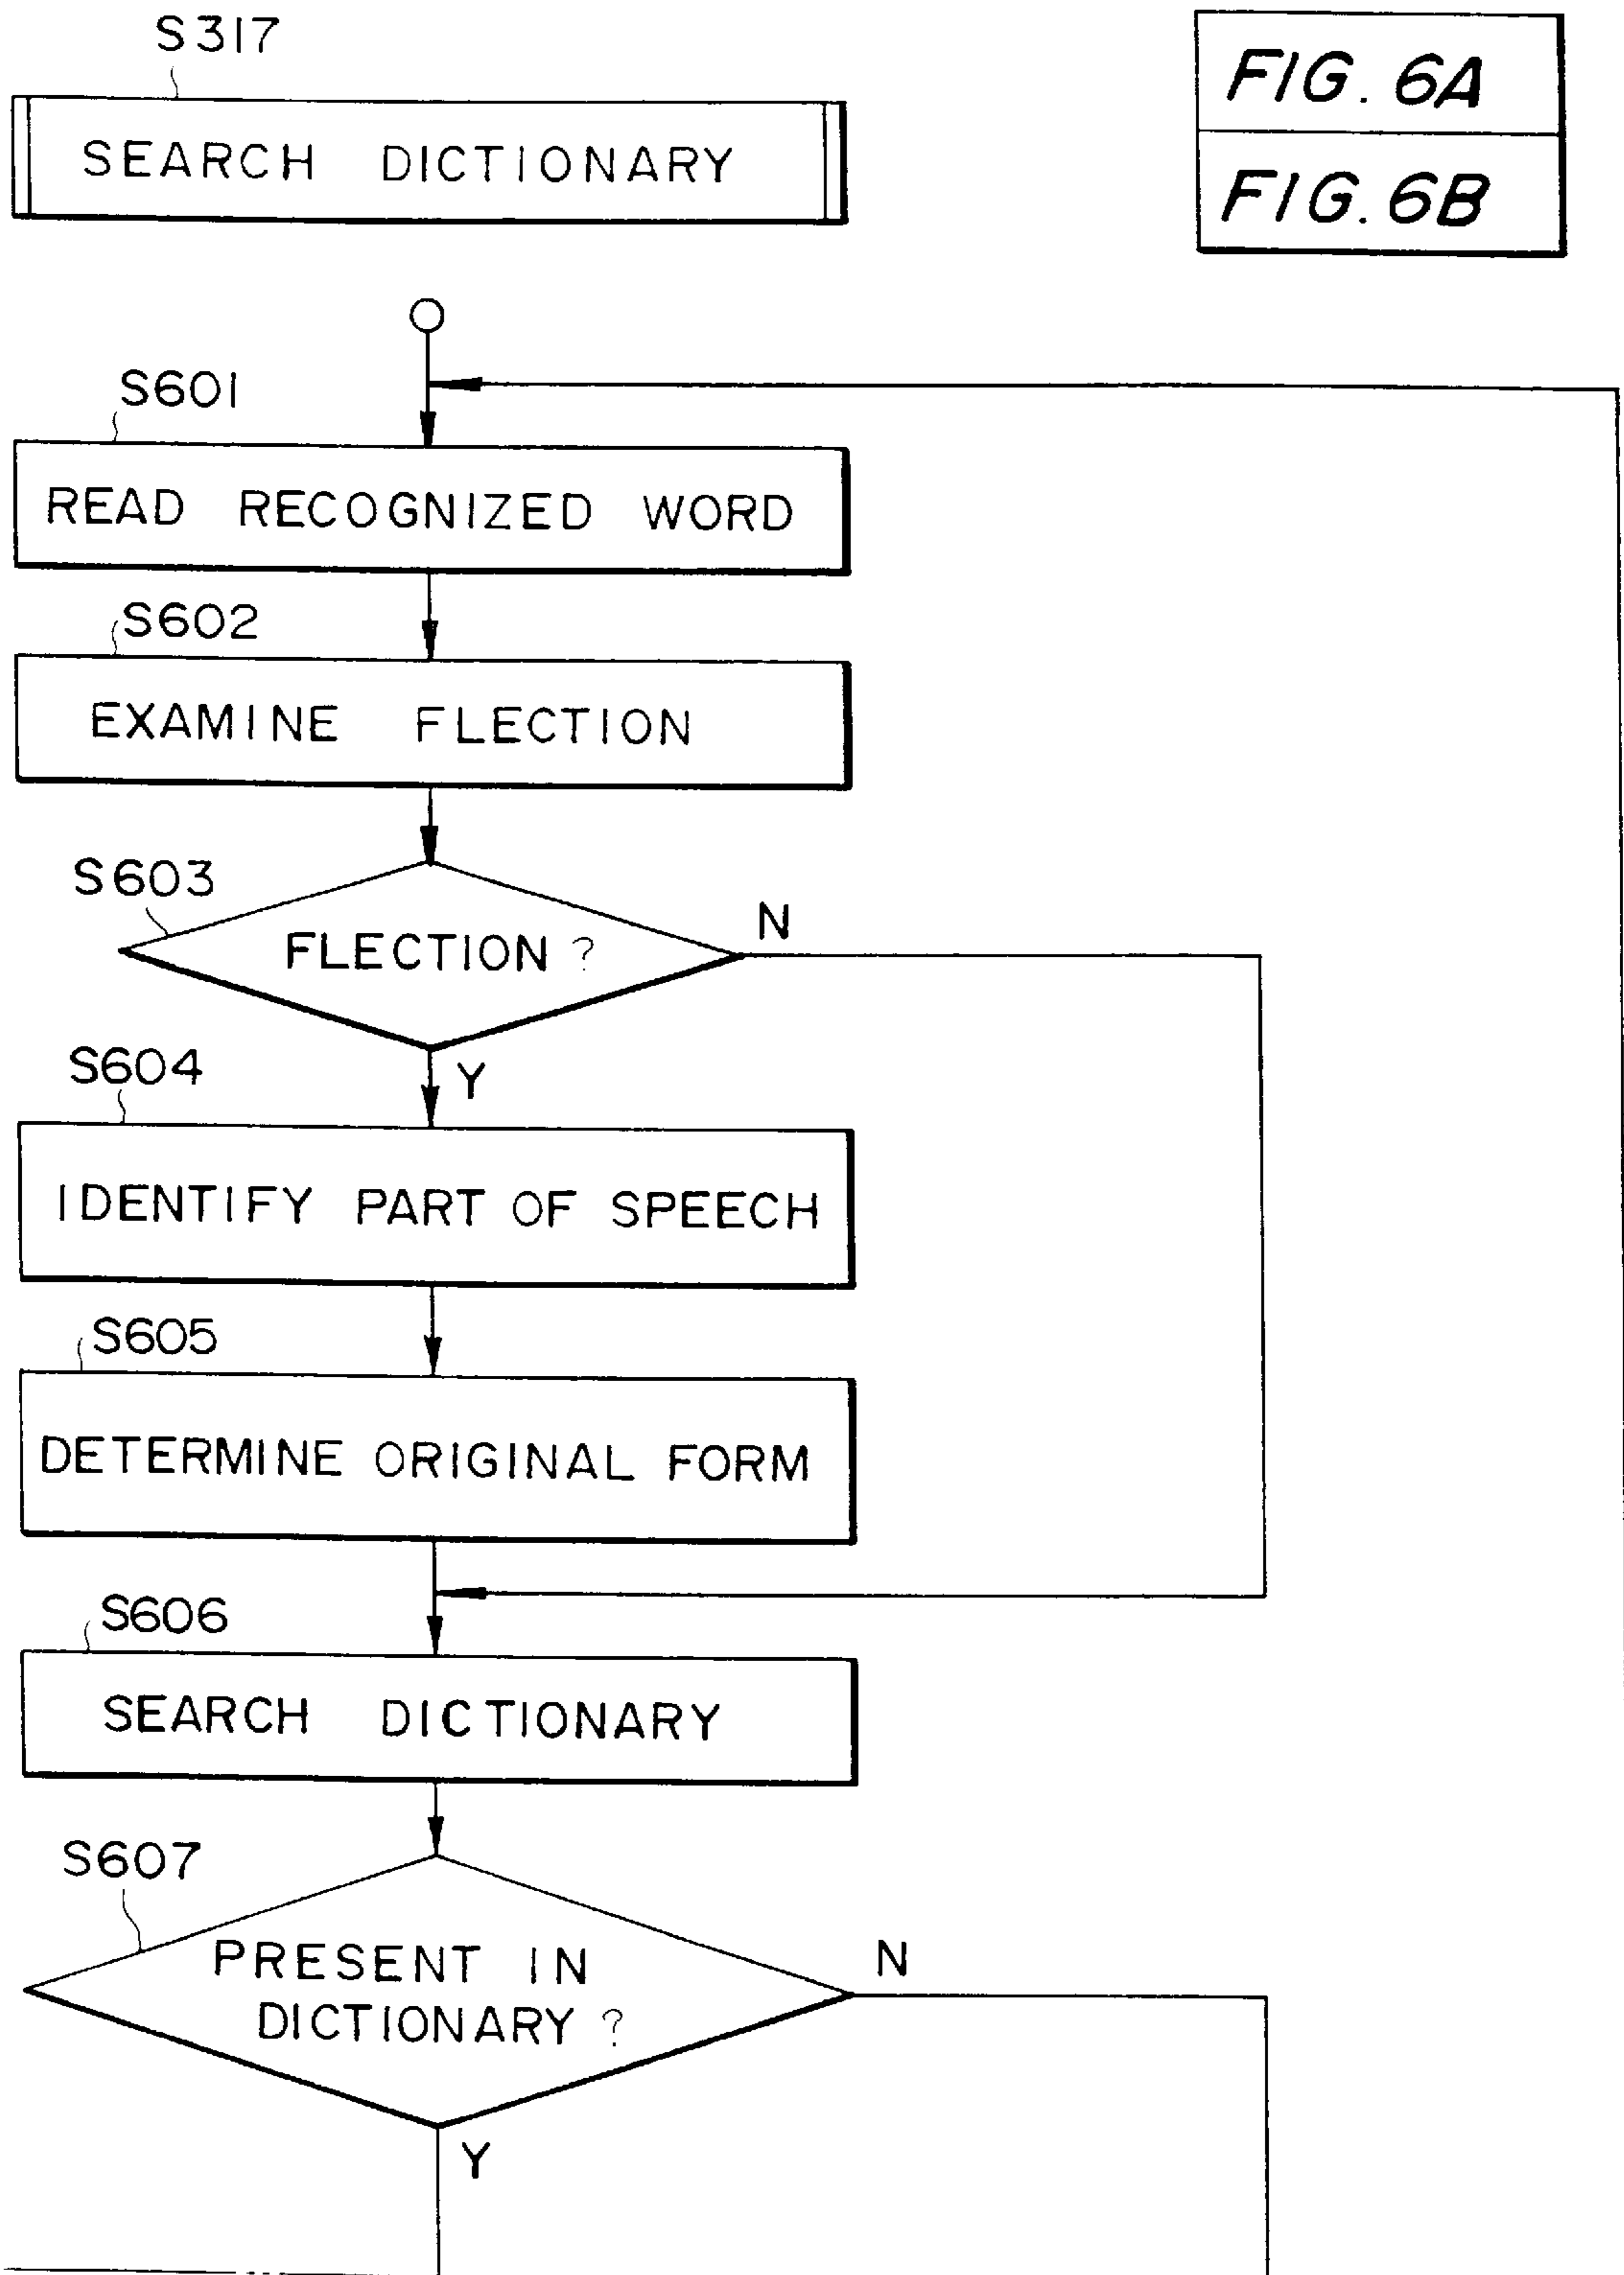 S317
SEARCH DICTIONARY
FIG. 6A
FIG. 6B
S601
READ RECOGNIZED WORD
S602
EXAMINE FLECTION
S603
FLECTION ?
N
Y
S604
IDENTIFY PART OF SPEECH
S605
DETERMINE ORIGINAL FORM
S606
SEARCH DICTIONARY
S607
PRESENT IN
DICTIONARY ?
N
Y